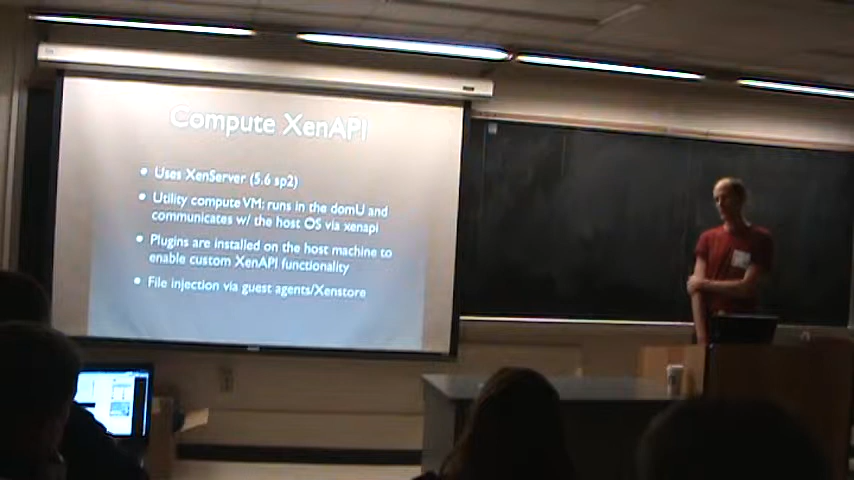 Compute XenAPI
• Uses XenServer (5.6 sp2)
• Utility compute VM: runs in the domU and
communicates w/ the host OS via xenapi
• Plugins are installed on the host machine to
enable custom XenAPI functionality
• File injection via guest agents/Xenstore